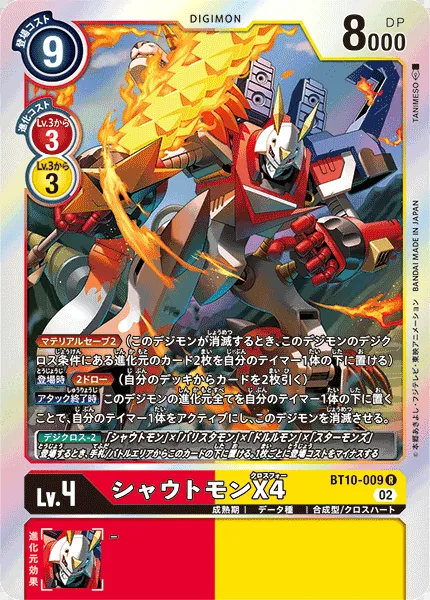 DIGIMON
登場コスト
9
DP
8000
進化コスト
Lv.3から
3
Lv.3から
3
TANIMESO
© 本郷あきよし・フジテレビ・東映アニメーション BANDAI MADE IN JAPAN
マテリアルセーブ2 (このデジモンが消滅するとき、このデジモンのデジク
ロス条件にある進化元のカード2枚を自分のテイマー1体の下に置ける)
登場時 2ドロー (自分のデッキからカードを2枚引く)
アタック終了時 このデジモンの進化元全てを自分のテイマー1体の下に置く
ことで、自分のテイマー1体をアクティブにし、このデジモンを消滅させる。
デジクロス-2 「シャウトモン」×「バリスタモン」×「ドルルモン」×「スターモンズ」
登場するとき、手札/バトルエリアからこのカードの下に置ける。1枚ごとに登場コストをマイナスする
クロスフォー
Lv.4 シャウトモンX4 BT10-009 R
02
成熟期 | データ種 | 合成型/クロスハート
進化元効果
-